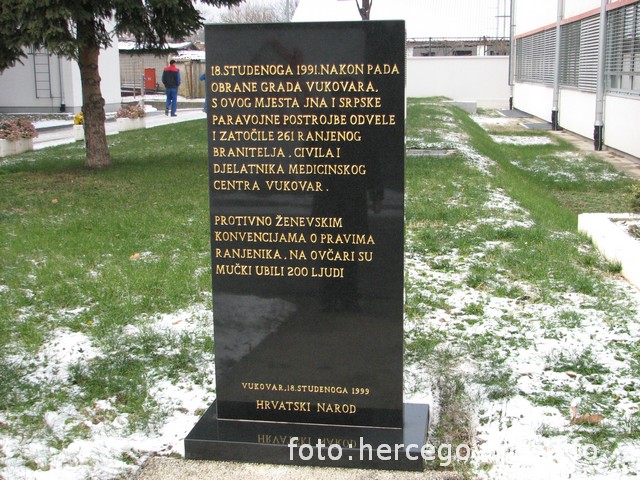 18.STUDENOGA 1991.NAKON PADA
OBRANE GRADA VUKOVARA,
S OVOG MJESTA JNA I SRPSKE
PARAVOJNE POSTROJBE ODVELE
I ZATOČILE 261 RANJENOG
BRANITELJA, CIVILA I
DJELATNIKA MEDICINSKOG
CENTRA VUKOVAR.
PROTIVNO ŽENEVSKIM
KONVENCIJAMA O PRAVIMA
RANJENIKA, NA OVČARI SU
MUČKI UBILI 200 LJUDI
VUKOVAR,18.STUDENOGA 1999
HRVATSKI NAROD
foto:hercegov